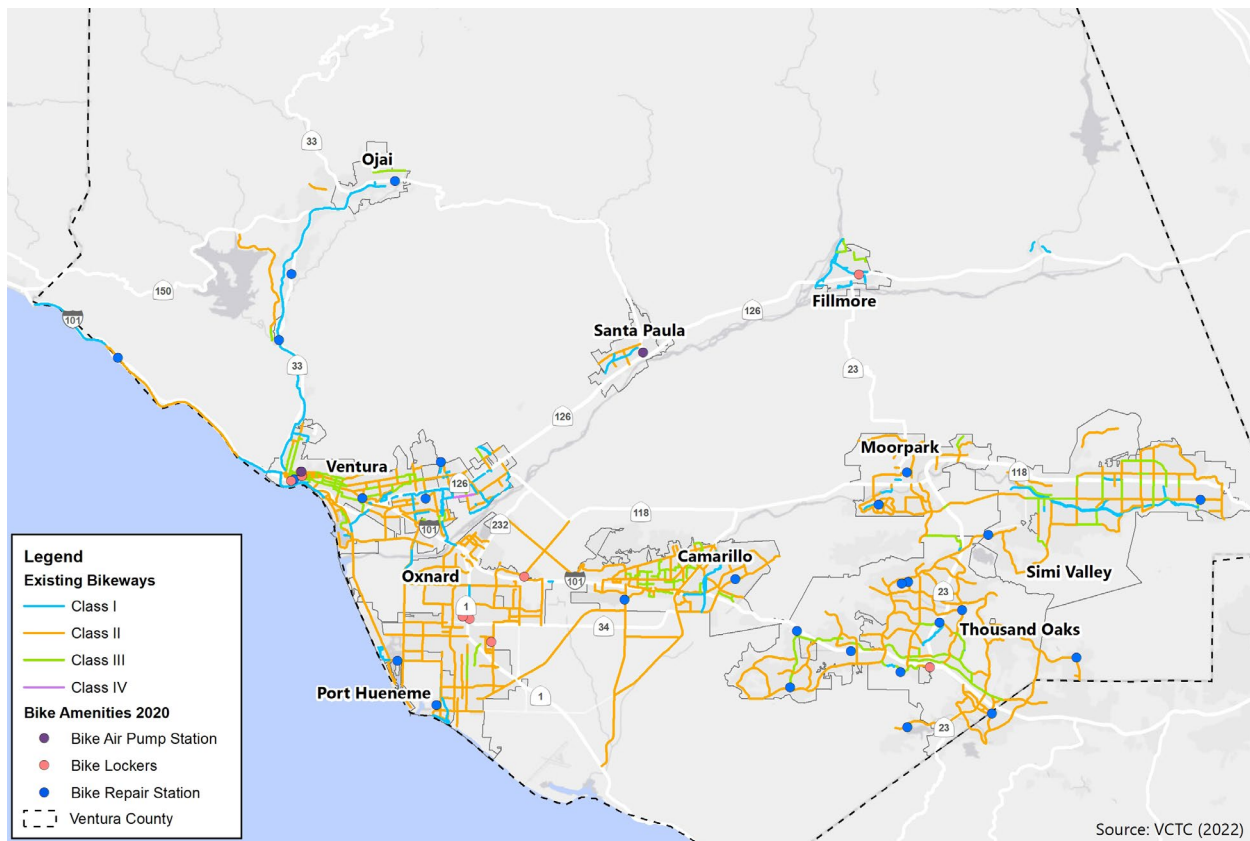 33
Ojai
150
101
33
Santa Paula
126
Fillmore
126
23
126
Ventura
126
101
232
118
Moorpark
118
Camarillo
Oxnard
101
1
34
Simi Valley
23
Thousand Oaks
Port Hueneme
1
23
Legend
Existing Bikeways
Class I
Class II
Class III
Class IV
Bike Amenities 2020
Bike Air Pump Station
Bike Lockers
Bike Repair Station
Ventura County
Source: VCTC (2022)